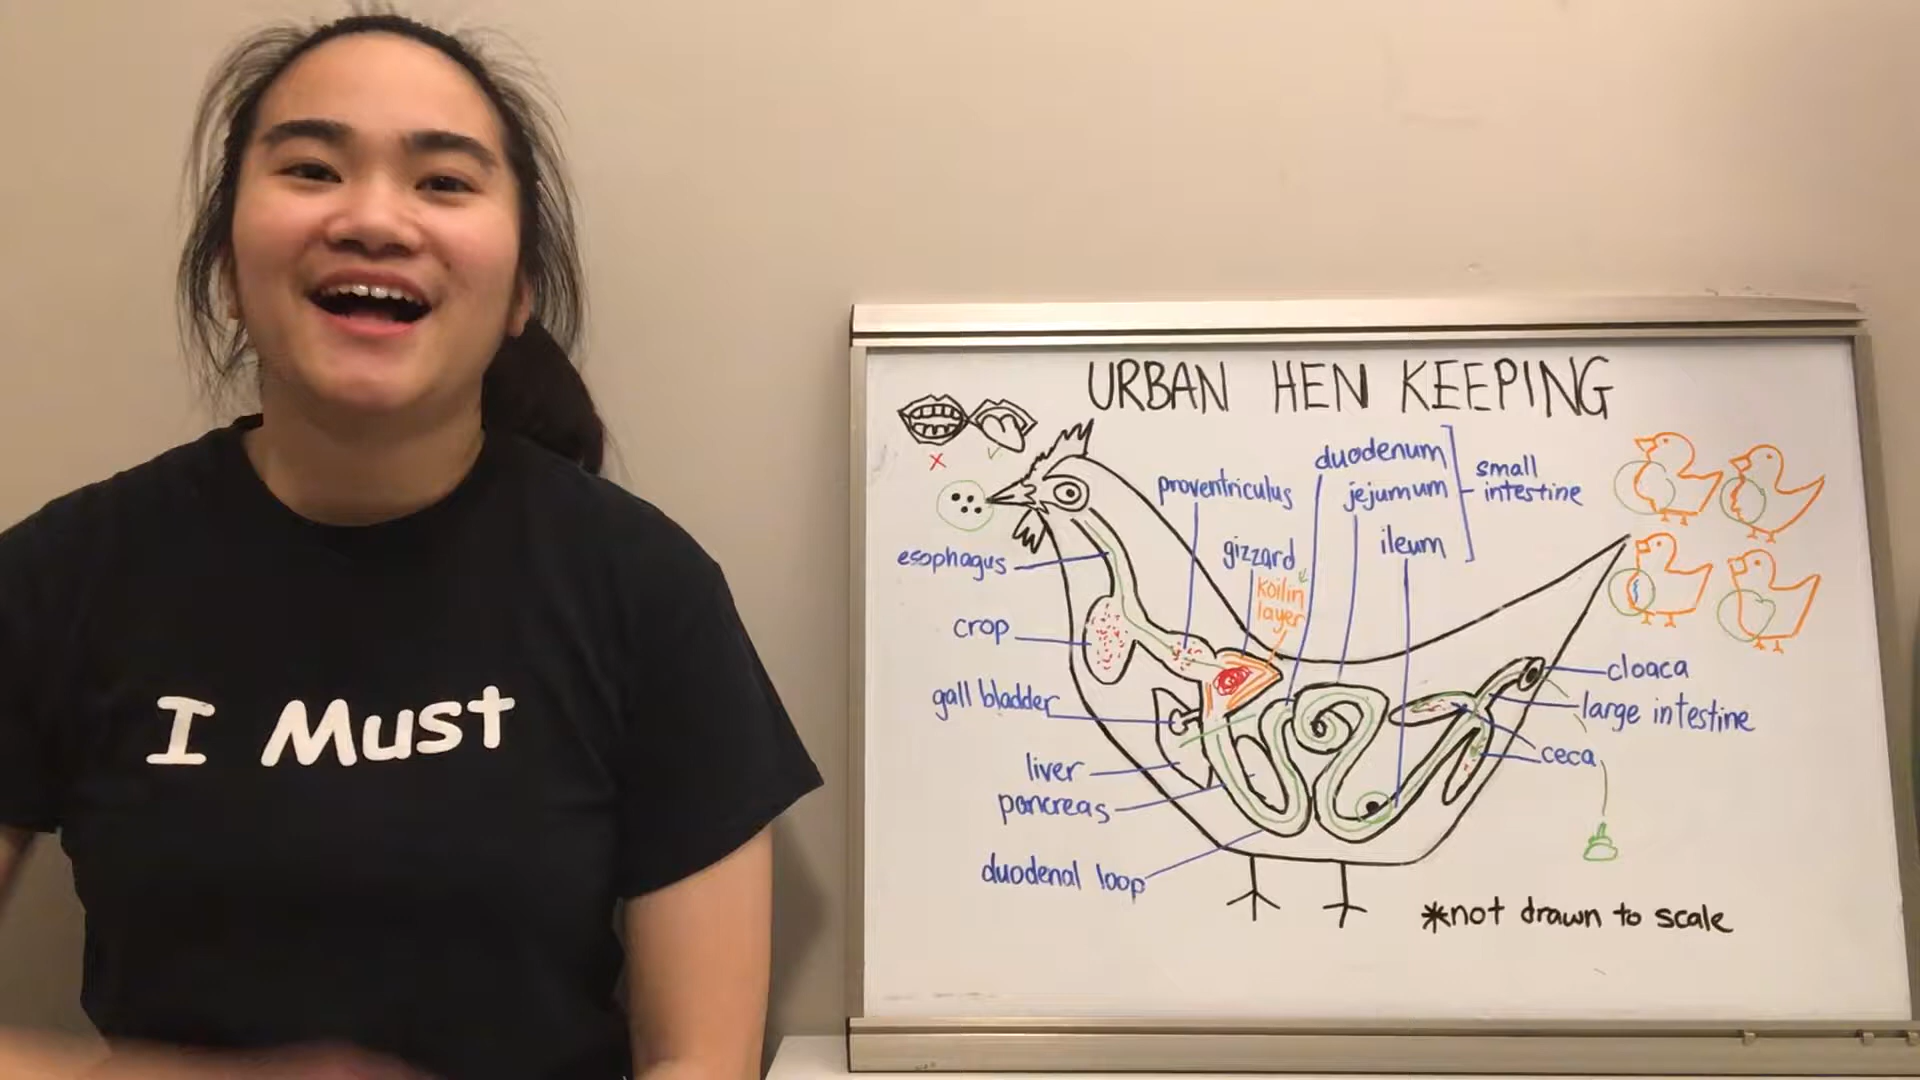 I Must
URBAN HEN KEEPING
duodenum
jejumum
ileum
small
intestine
proventriculus
gizzard
koilin
layer
esophagus
crop
gall bladder
liver
pancreas
duodenal loop
cloaca
large intestine
ceca
*not drawn to scale